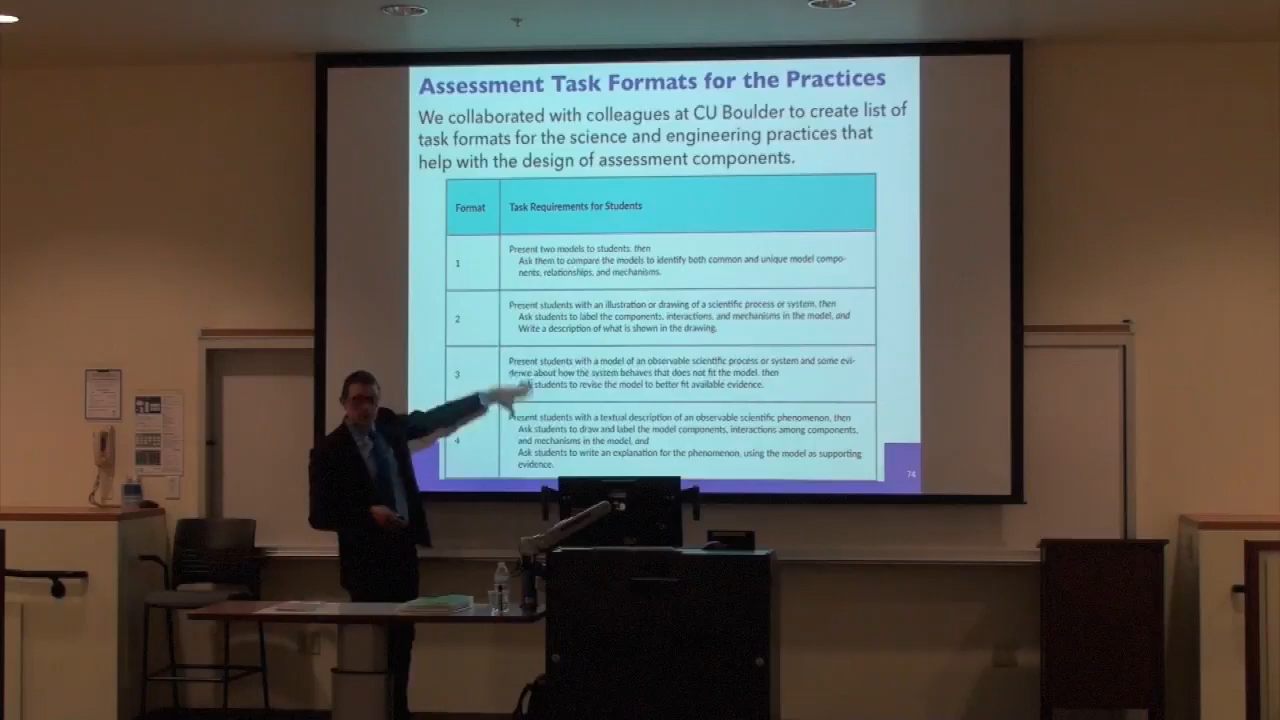 Assessment Task Formats for the Practices
We collaborated with colleagues at CU Boulder to create list of
task formats for the science and engineering practices that
help with the design of assessment components.
Format Task Requirements for Students
1
Present two models to students, then
Ask them to compare the models to identify both common and unique model compo-
nents, relationships, and mechanisms.
2
Present students with an illustration or drawing of a scientific process or system, then
Ask students to label the components, interactions, and mechanisms in the model, and
Write a description of what is shown in the drawing.
3
Present students with a model of an observable scientific process or system and some evi-
dence about how the system behaves that does not fit the model, then
Ask students to revise the model to better fit available evidence.
4
Present students with a textual description of an observable scientific phenomenon, then
Ask students to draw and label the model components, interactions among components,
and mechanisms in the model, and
Ask students to write an explanation for the phenomenon, using the model as supporting
evidence.
74